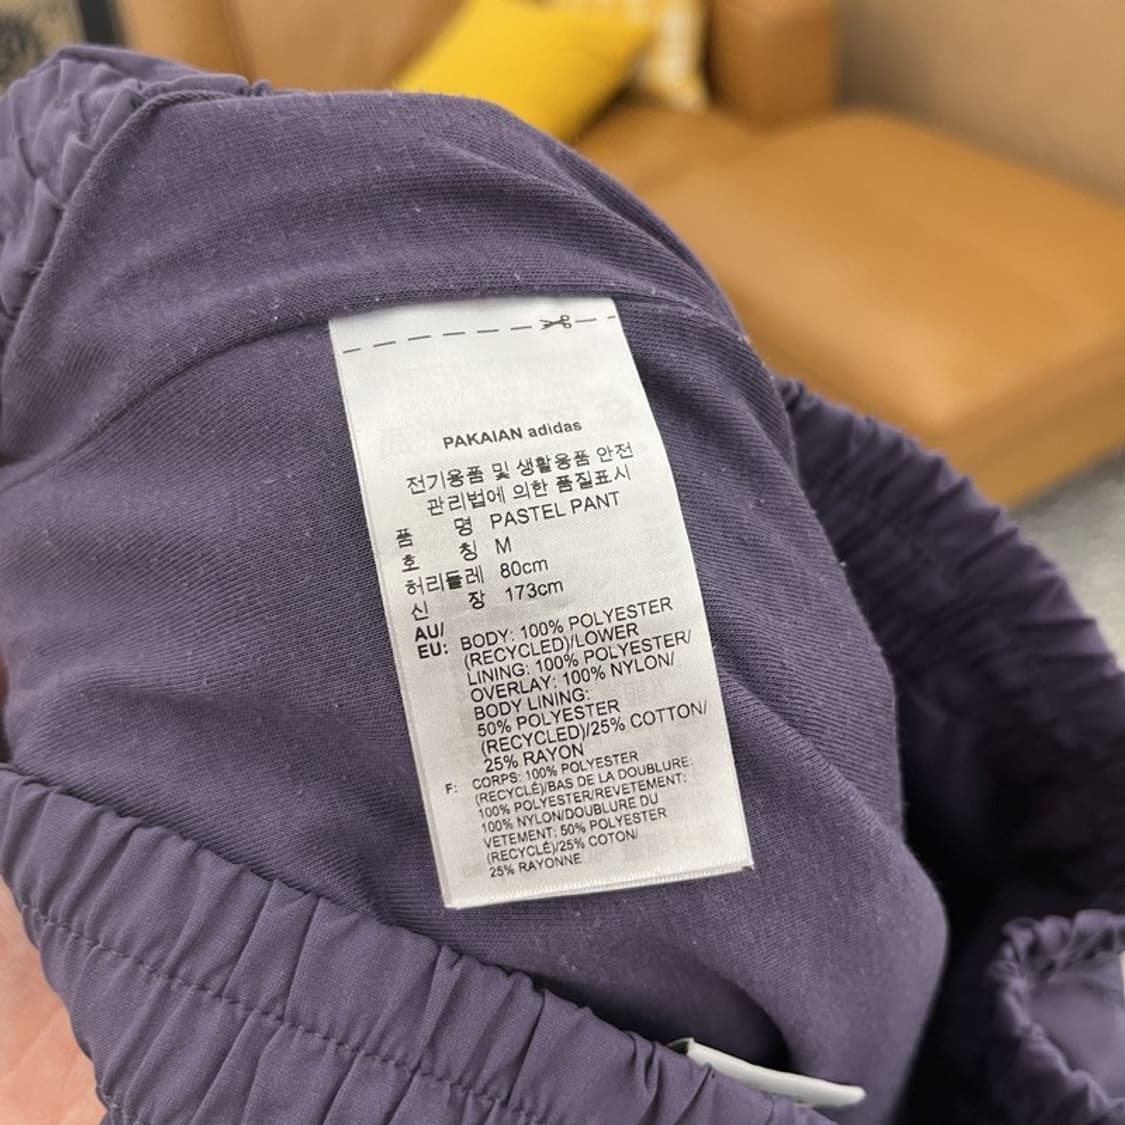 PAKAIAN adidas
전기용품 및 생활용품 안전
관리법에 의한 품질표시
품 명 PASTEL PANT
호 칭 M
허리둘레 80cm
신 장 173cm
AU/
EU: BODY: 100% POLYESTER
(RECYCLED)/LOWER
LINING: 100% POLYESTER/
OVERLAY: 100% NYLON/
BODY LINING:
50% POLYESTER
(RECYCLED)/25% COTTON/
25% RAYON
F: CORPS: 100% POLYESTER
(RECYCLÉ)/BAS DE LA DOUBLURE:
100% POLYESTER/REVETEMENT:
100% NYLON/DOUBLURE DU
VETEMENT: 50% POLYESTER
(RECYCLÉ)/25% COTON/
25% RAYONNE